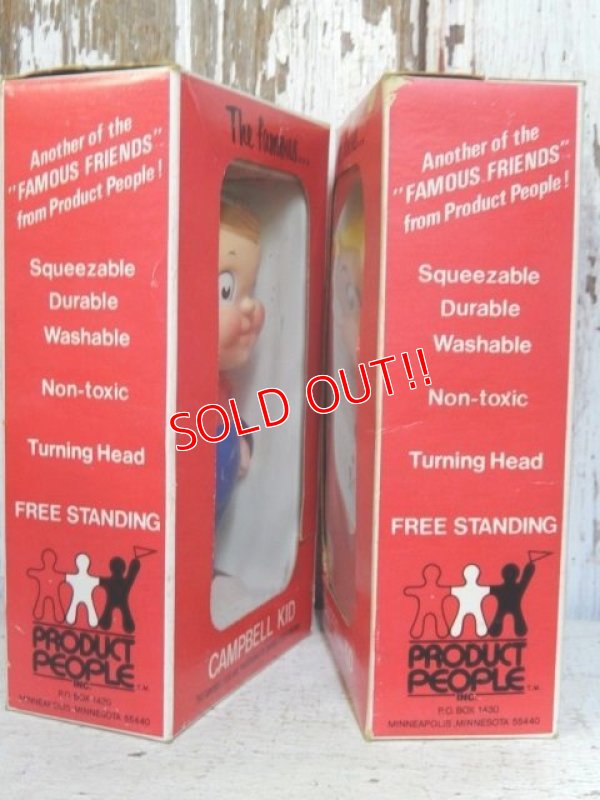 Another of the
"FAMOUS FRIENDS"
from Product People!
Squeezable
Durable
Washable
Non-toxic
Turning Head
FREE STANDING
PRODUCT
PEOPLE
INC. T.M.
P.O. BOX 1430
MINNEAPOLIS, MINNESOTA 55440
The famous...
CAMPBELL KID
SOLD OUT!!
Another of the
"FAMOUS FRIENDS"
from Product People!
Squeezable
Durable
Washable
Non-toxic
Turning Head
FREE STANDING
PRODUCT
PEOPLE
INC. T.M.
P.O. BOX 1430
MINNEAPOLIS, MINNESOTA 55440